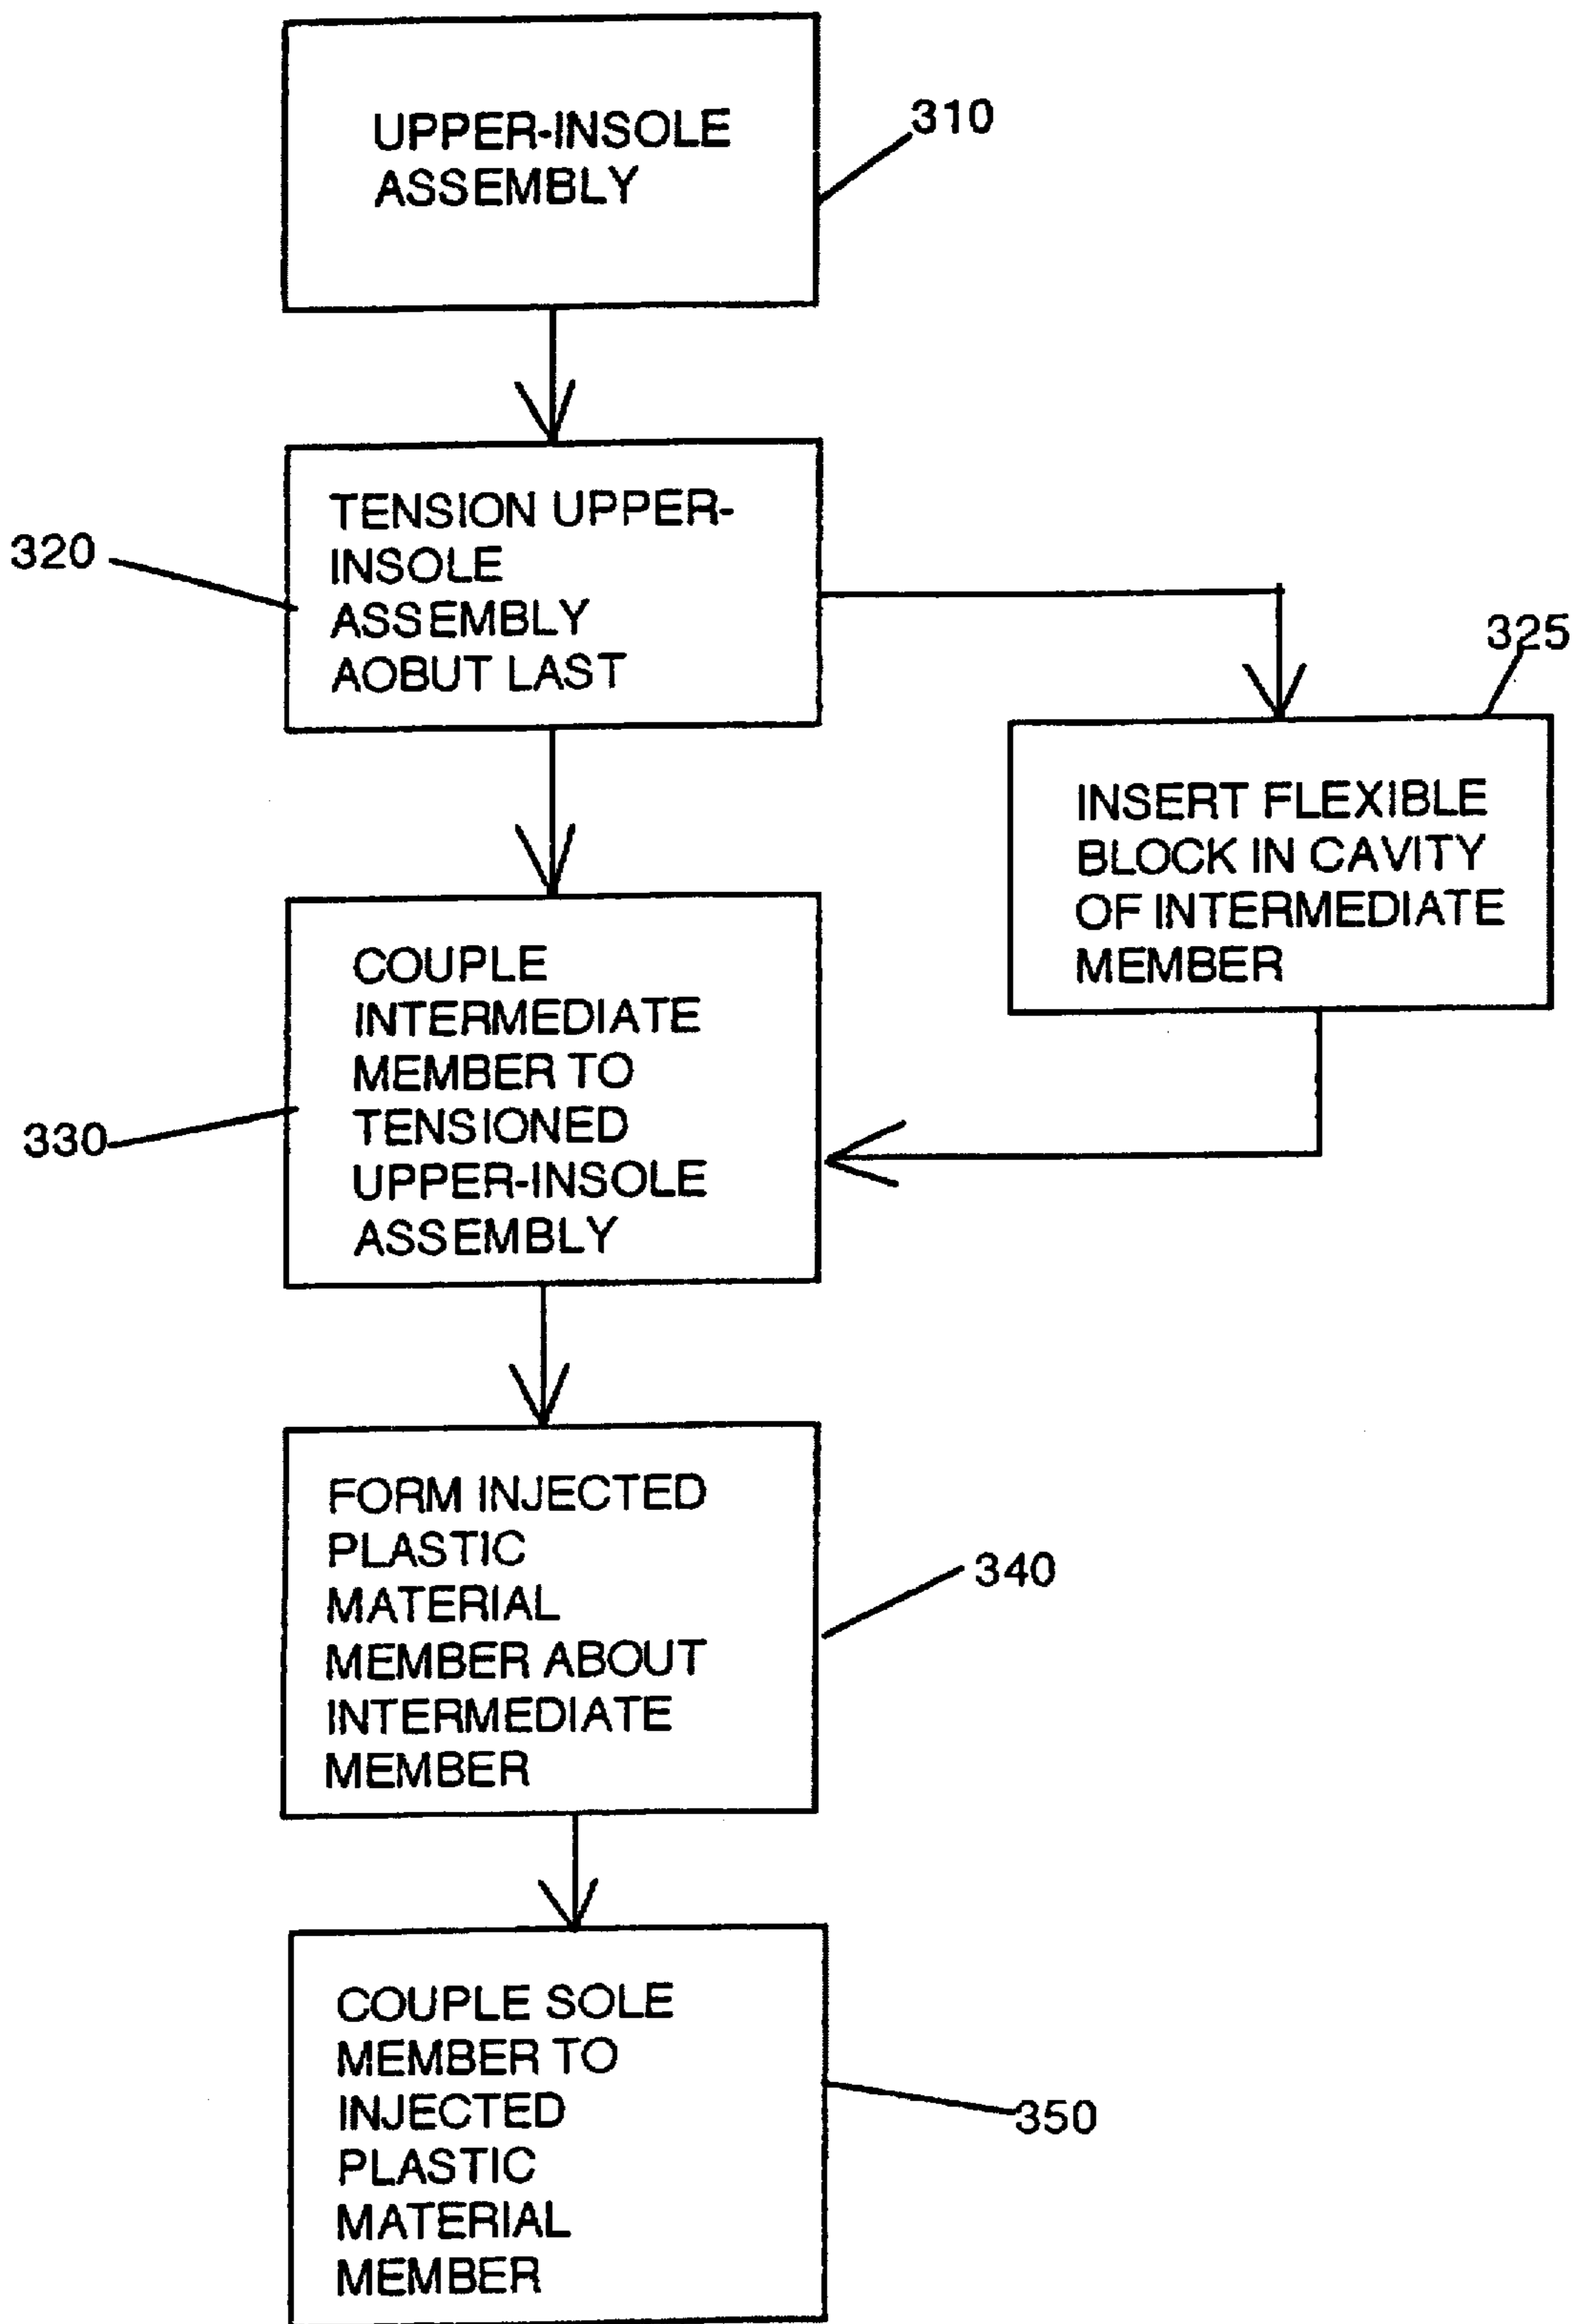 UPPER-INSOLE
ASSEMBLY
310
TENSION UPPER-
INSOLE
ASSEMBLY
AOBUT LAST
320
325
INSERT FLEXIBLE
BLOCK IN CAVITY
OF INTERMEDIATE
MEMBER
COUPLE
INTERMEDIATE
MEMBER TO
TENSIONED
UPPER-INSOLE
ASSEMBLY
330
FORM INJECTED
PLASTIC
MATERIAL
MEMBER ABOUT
INTERMEDIATE
MEMBER
340
COUPLE SOLE
MEMBER TO
INJECTED
PLASTIC
MATERIAL
MEMBER
350